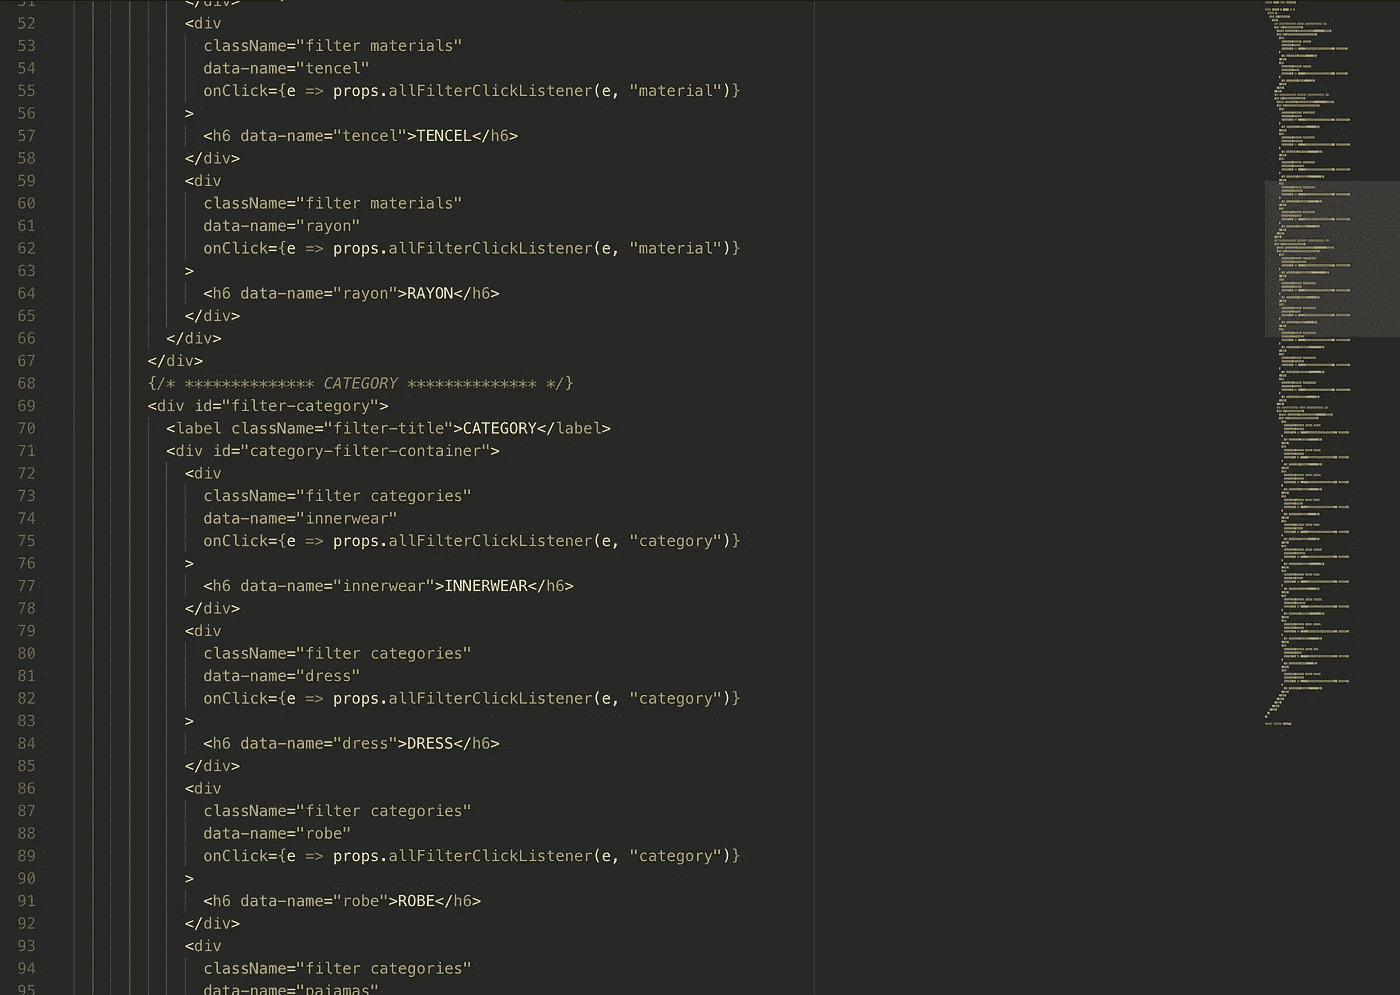 51 </div>
52 <div
53 className="filter materials"
54 data-name="tencel"
55 onClick={e => props.allFilterClickListener(e, "material")}
56 >
57 <h6 data-name="tencel">TENCEL</h6>
58 </div>
59 <div
60 className="filter materials"
61 data-name="rayon"
62 onClick={e => props.allFilterClickListener(e, "material")}
63 >
64 <h6 data-name="rayon">RAYON</h6>
65 </div>
66 </div>
67 </div>
68 {/* ************** CATEGORY ************** */}
69 <div id="filter-category">
70 <label className="filter-title">CATEGORY</label>
71 <div id="category-filter-container">
72 <div
73 className="filter categories"
74 data-name="innerwear"
75 onClick={e => props.allFilterClickListener(e, "category")}
76 >
77 <h6 data-name="innerwear">INNERWEAR</h6>
78 </div>
79 <div
80 className="filter categories"
81 data-name="dress"
82 onClick={e => props.allFilterClickListener(e, "category")}
83 >
84 <h6 data-name="dress">DRESS</h6>
85 </div>
86 <div
87 className="filter categories"
88 data-name="robe"
89 onClick={e => props.allFilterClickListener(e, "category")}
90 >
91 <h6 data-name="robe">ROBE</h6>
92 </div>
93 <div
94 className="filter categories"
95 data-name="pajamas"